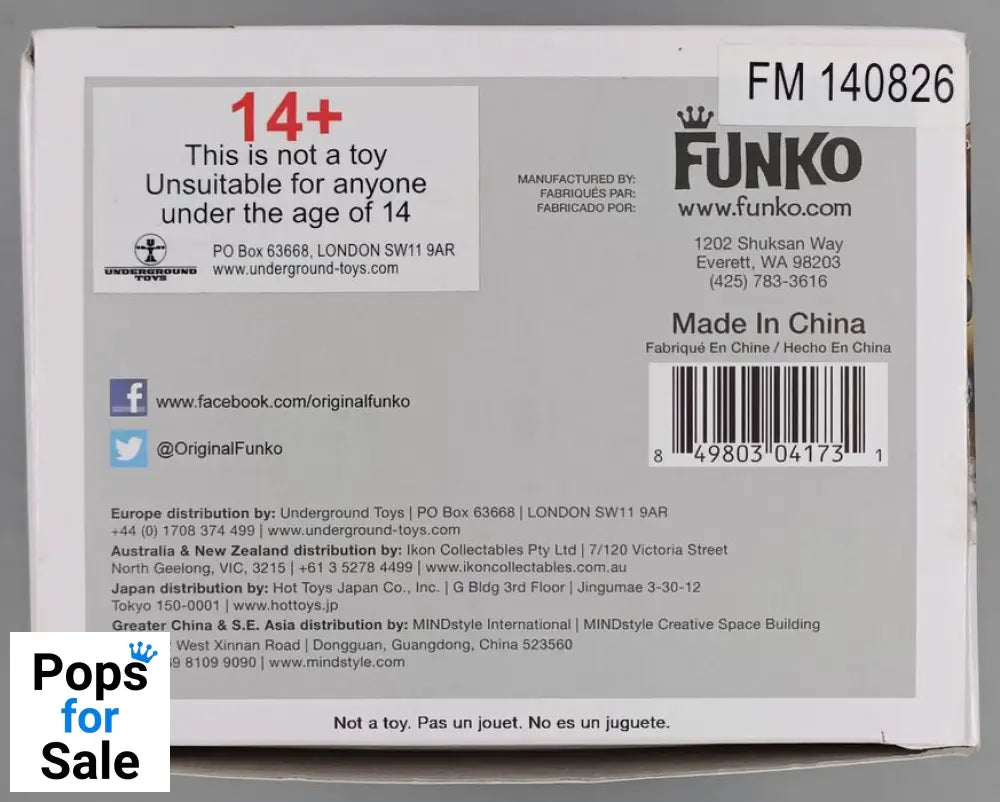 FM 140826
14+
This is not a toy
Unsuitable for anyone
under the age of 14
UNDERGROUND
TOYS
PO Box 63668, LONDON SW11 9AR
www.underground-toys.com
MANUFACTURED BY:
FABRIQUÉS PAR:
FABRICADO POR:
FUNKO
www.funko.com
1202 Shuksan Way
Everett, WA 98203
(425) 783-3616
Made In China
Fabriqué En Chine / Hecho En China
8 49803 04173 1
f www.facebook.com/originalfunko
@OriginalFunko
Europe distribution by: Underground Toys | PO Box 63668 | LONDON SW11 9AR
+44 (0) 1708 374 499 | www.underground-toys.com
Australia & New Zealand distribution by: Ikon Collectables Pty Ltd | 7/120 Victoria Street
North Geelong, VIC, 3215 | +61 3 5278 4499 | www.ikoncollectables.com.au
Japan distribution by: Hot Toys Japan Co., Inc. | G Bldg 3rd Floor | Jingumae 3-30-12
Tokyo 150-0001 | www.hottoys.jp
Greater China & S.E. Asia distribution by: MINDstyle International | MINDstyle Creative Space Building
West Xinnan Road | Dongguan, Guangdong, China 523560
8109 9090 | www.mindstyle.com
Not a toy. Pas un jouet. No es un juguete.
Pops
for
Sale